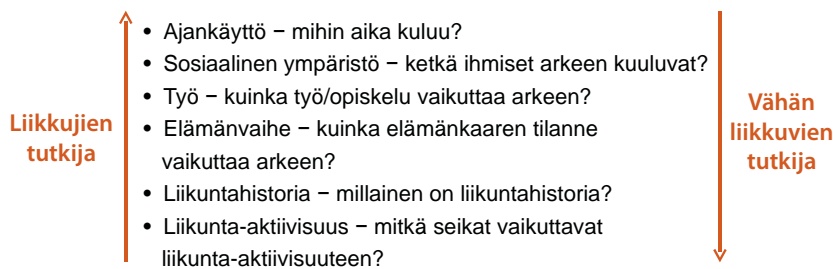 Liikkujien
tutkija
• Ajankäyttö – mihin aika kuluu?
• Sosiaalinen ympäristö – ketkä ihmiset arkeen kuuluvat?
• Työ – kuinka työ/opiskelu vaikuttaa arkeen?
• Elämänvaihe – kuinka elämänkaaren tilanne
vaikuttaa arkeen?
• Liikuntahistoria – millainen on liikuntahistoria?
• Liikunta-aktiivisuus – mitkä seikat vaikuttavat
liikunta-aktiivisuuteen?
Vähän
liikkuvien
tutkija